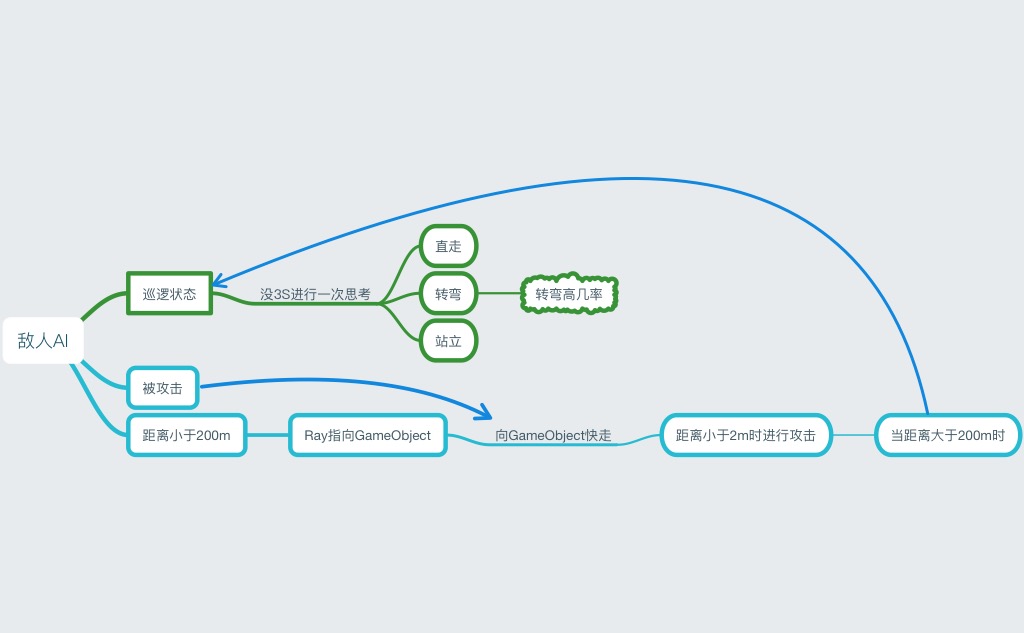 敌人AI
巡逻状态
没3S进行一次思考
直走
转弯
转弯高几率
站立
被攻击
距离小于200m
Ray指向GameObject
向GameObject快走
距离小于2m时进行攻击
当距离大于200m时